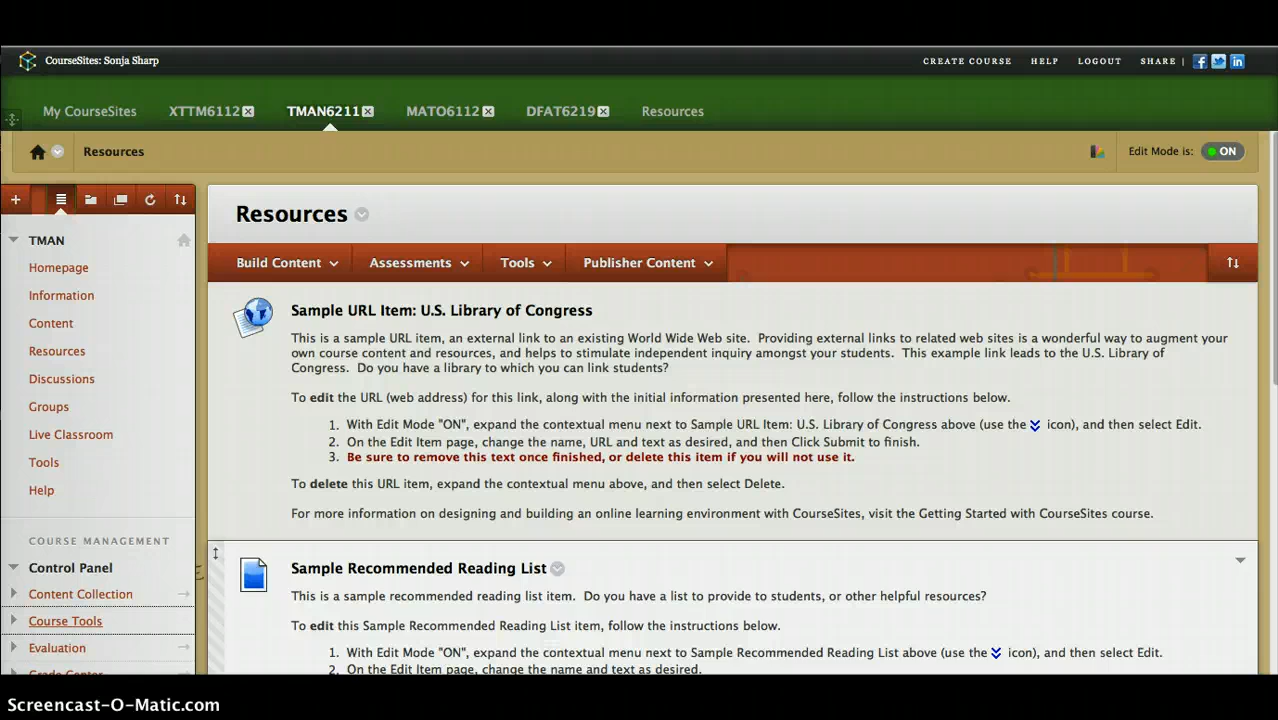 CourseSites: Sonja Sharp
CREATE COURSE HELP LOGOUT SHARE |
My CourseSites XTTM6112 TMAN6211 MATO6112 DFAT6219 Resources
Resources
Edit Mode is: ON
TMAN
Homepage
Information
Content
Resources
Discussions
Groups
Live Classroom
Tools
Help
COURSE MANAGEMENT
Control Panel
Content Collection
Course Tools
Evaluation
Grade Center
Resources
Build Content Assessments Tools Publisher Content
Sample URL Item: U.S. Library of Congress
This is a sample URL item, an external link to an existing World Wide Web site. Providing external links to related web sites is a wonderful way to augment your
own course content and resources, and helps to stimulate independent inquiry amongst your students. This example link leads to the U.S. Library of
Congress. Do you have a library to which you can link students?
To edit the URL (web address) for this link, along with the initial information presented here, follow the instructions below.
1. With Edit Mode "ON", expand the contextual menu next to Sample URL Item: U.S. Library of Congress above (use the icon), and then select Edit.
2. On the Edit Item page, change the name, URL and text as desired, and then Click Submit to finish.
3. Be sure to remove this text once finished, or delete this item if you will not use it.
To delete this URL item, expand the contextual menu above, and then select Delete.
For more information on designing and building an online learning environment with CourseSites, visit the Getting Started with CourseSites course.
Sample Recommended Reading List
This is a sample recommended reading list item. Do you have a list to provide to students, or other helpful resources?
To edit this Sample Recommended Reading List item, follow the instructions below.
1. With Edit Mode "ON", expand the contextual menu next to Sample Recommended Reading List above (use the icon), and then select Edit.
2. On the Edit Item page, change the name and text as desired.
Screencast-O-Matic.com